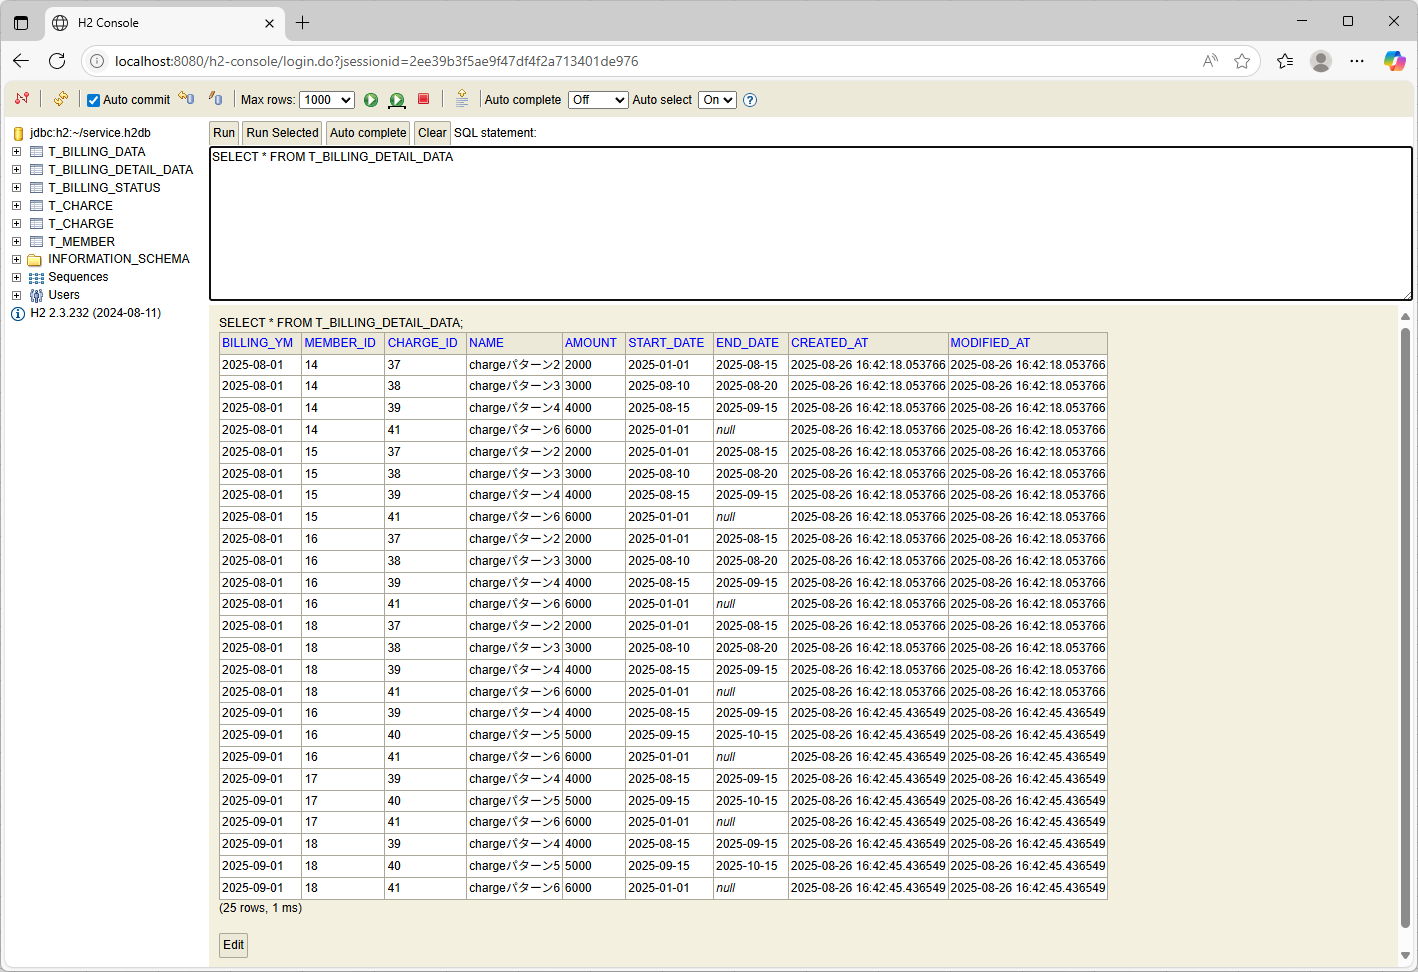 H2 Console
localhost:8080/h2-console/login.do?jsessionid=2ee39b3f5ae9f47df4f2a713401de976
Auto commit Max rows: 1000 Auto complete Off Auto select On
jdbc:h2:~/service.h2db
T_BILLING_DATA
T_BILLING_DETAIL_DATA
T_BILLING_STATUS
T_CHARCE
T_CHARGE
T_MEMBER
INFORMATION_SCHEMA
Sequences
Users
H2 2.3.232 (2024-08-11)
Run Run Selected Auto complete Clear SQL statement:
SELECT * FROM T_BILLING_DETAIL_DATA
SELECT * FROM T_BILLING_DETAIL_DATA;
BILLING_YM MEMBER_ID CHARGE_ID NAME AMOUNT START_DATE END_DATE CREATED_AT MODIFIED_AT
2025-08-01 14 37 chargeパターン2 2000 2025-01-01 2025-08-15 2025-08-26 16:42:18.053766 2025-08-26 16:42:18.053766
2025-08-01 14 38 chargeパターン3 3000 2025-08-10 2025-08-20 2025-08-26 16:42:18.053766 2025-08-26 16:42:18.053766
2025-08-01 14 39 chargeパターン4 4000 2025-08-15 2025-09-15 2025-08-26 16:42:18.053766 2025-08-26 16:42:18.053766
2025-08-01 14 41 chargeパターン6 6000 2025-01-01 null 2025-08-26 16:42:18.053766 2025-08-26 16:42:18.053766
2025-08-01 15 37 chargeパターン2 2000 2025-01-01 2025-08-15 2025-08-26 16:42:18.053766 2025-08-26 16:42:18.053766
2025-08-01 15 38 chargeパターン3 3000 2025-08-10 2025-08-20 2025-08-26 16:42:18.053766 2025-08-26 16:42:18.053766
2025-08-01 15 39 chargeパターン4 4000 2025-08-15 2025-09-15 2025-08-26 16:42:18.053766 2025-08-26 16:42:18.053766
2025-08-01 15 41 chargeパターン6 6000 2025-01-01 null 2025-08-26 16:42:18.053766 2025-08-26 16:42:18.053766
2025-08-01 16 37 chargeパターン2 2000 2025-01-01 2025-08-15 2025-08-26 16:42:18.053766 2025-08-26 16:42:18.053766
2025-08-01 16 38 chargeパターン3 3000 2025-08-10 2025-08-20 2025-08-26 16:42:18.053766 2025-08-26 16:42:18.053766
2025-08-01 16 39 chargeパターン4 4000 2025-08-15 2025-09-15 2025-08-26 16:42:18.053766 2025-08-26 16:42:18.053766
2025-08-01 16 41 chargeパターン6 6000 2025-01-01 null 2025-08-26 16:42:18.053766 2025-08-26 16:42:18.053766
2025-08-01 18 37 chargeパターン2 2000 2025-01-01 2025-08-15 2025-08-26 16:42:18.053766 2025-08-26 16:42:18.053766
2025-08-01 18 38 chargeパターン3 3000 2025-08-10 2025-08-20 2025-08-26 16:42:18.053766 2025-08-26 16:42:18.053766
2025-08-01 18 39 chargeパターン4 4000 2025-08-15 2025-09-15 2025-08-26 16:42:18.053766 2025-08-26 16:42:18.053766
2025-08-01 18 41 chargeパターン6 6000 2025-01-01 null 2025-08-26 16:42:18.053766 2025-08-26 16:42:18.053766
2025-09-01 16 39 chargeパターン4 4000 2025-08-15 2025-09-15 2025-08-26 16:42:45.436549 2025-08-26 16:42:45.436549
2025-09-01 16 40 chargeパターン5 5000 2025-09-15 2025-10-15 2025-08-26 16:42:45.436549 2025-08-26 16:42:45.436549
2025-09-01 16 41 chargeパターン6 6000 2025-01-01 null 2025-08-26 16:42:45.436549 2025-08-26 16:42:45.436549
2025-09-01 17 39 chargeパターン4 4000 2025-08-15 2025-09-15 2025-08-26 16:42:45.436549 2025-08-26 16:42:45.436549
2025-09-01 17 40 chargeパターン5 5000 2025-09-15 2025-10-15 2025-08-26 16:42:45.436549 2025-08-26 16:42:45.436549
2025-09-01 17 41 chargeパターン6 6000 2025-01-01 null 2025-08-26 16:42:45.436549 2025-08-26 16:42:45.436549
2025-09-01 18 39 chargeパターン4 4000 2025-08-15 2025-09-15 2025-08-26 16:42:45.436549 2025-08-26 16:42:45.436549
2025-09-01 18 40 chargeパターン5 5000 2025-09-15 2025-10-15 2025-08-26 16:42:45.436549 2025-08-26 16:42:45.436549
2025-09-01 18 41 chargeパターン6 6000 2025-01-01 null 2025-08-26 16:42:45.436549 2025-08-26 16:42:45.436549
(25 rows, 1 ms)
Edit